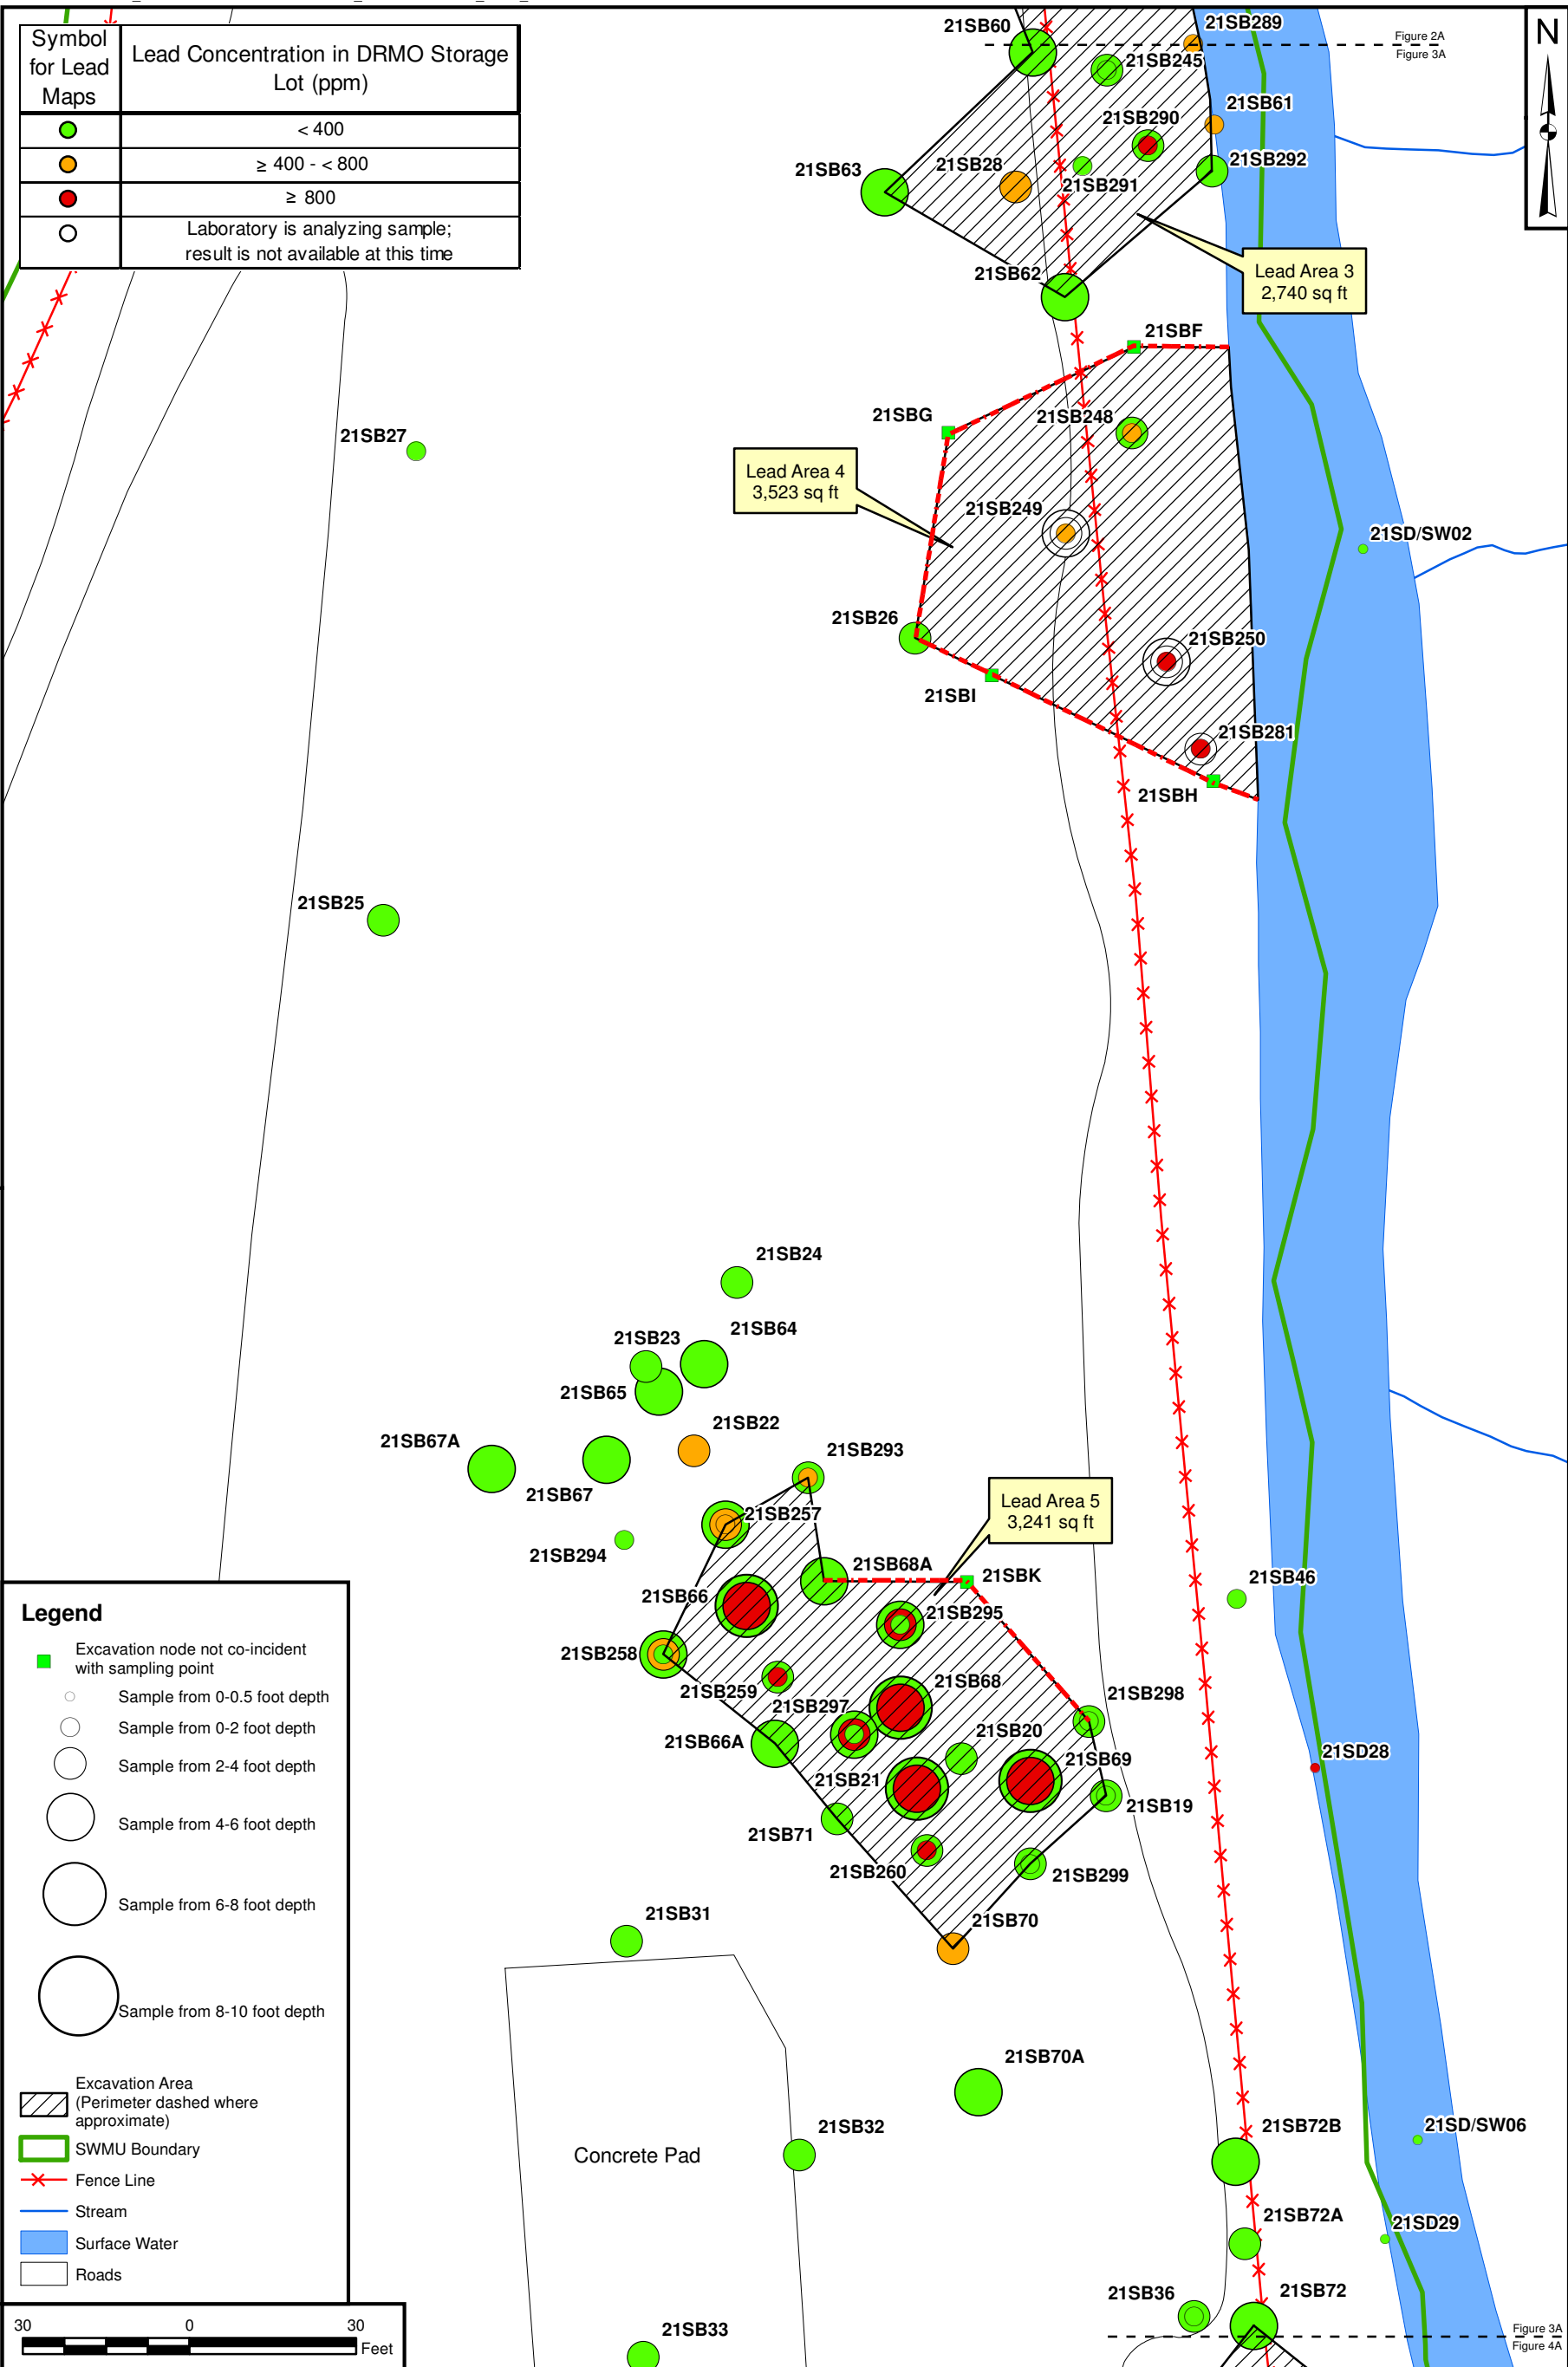 Symbol
for Lead
Maps
Lead Concentration in DRMO Storage
Lot (ppm)
< 400
≥ 400 - < 800
≥ 800
Laboratory is analyzing sample;
result is not available at this time
N
21SB60
21SB289
Figure 2A
Figure 3A
21SB245
21SB61
21SB290
21SB63
21SB28
21SB291
21SB292
21SB62
Lead Area 3
2,740 sq ft
21SBF
21SBG
21SB248
21SB27
Lead Area 4
3,523 sq ft
21SB249
21SD/SW02
21SB26
21SB250
21SBI
21SB281
21SBH
21SB25
21SB24
21SB64
21SB23
21SB65
21SB22
21SB67A
21SB293
21SB67
21SB257
Lead Area 5
3,241 sq ft
21SB294
21SB68A
21SBK
21SB46
21SB66
21SB295
21SB258
21SB259
21SB68
21SB297
21SB298
21SB66A
21SB20
21SB69
21SD28
21SB21
21SB19
21SB71
21SB260
21SB299
21SB31
21SB70
21SB70A
21SB32
21SB72B
21SD/SW06
Concrete Pad
21SB72A
21SD29
21SB36
21SB72
21SB33
Figure 3A
Figure 4A
Legend
Excavation node not co-incident
with sampling point
Sample from 0-0.5 foot depth
Sample from 0-2 foot depth
Sample from 2-4 foot depth
Sample from 4-6 foot depth
Sample from 6-8 foot depth
Sample from 8-10 foot depth
Excavation Area
(Perimeter dashed where
approximate)
SWMU Boundary
Fence Line
Stream
Surface Water
Roads
30 0 30
Feet